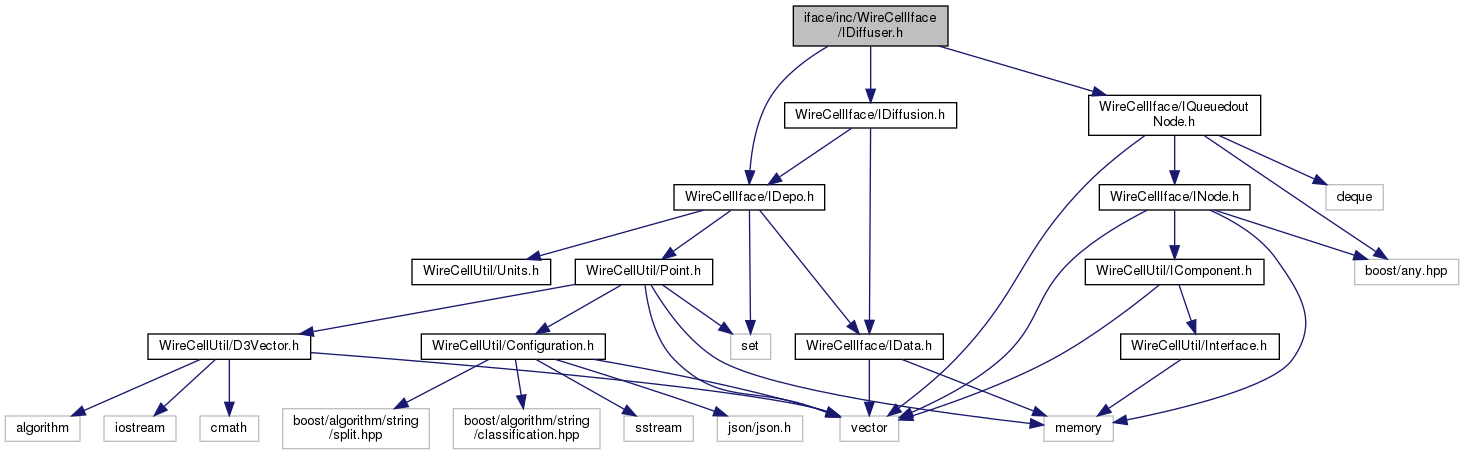 iface/inc/WireCellIface
/IDiffuser.h
WireCellIface/IQueuedout
Node.h
WireCellIface/IDiffusion.h
WireCellIface/IDepo.h
WireCellIface/INode.h
deque
WireCellUtil/Units.h
WireCellUtil/Point.h
WireCellUtil/IComponent.h
boost/any.hpp
WireCellUtil/D3Vector.h
WireCellUtil/Configuration.h
set
WireCellIface/IData.h
WireCellUtil/Interface.h
algorithm
iostream
cmath
boost/algorithm/string
/split.hpp
boost/algorithm/string
/classification.hpp
sstream
json/json.h
vector
memory